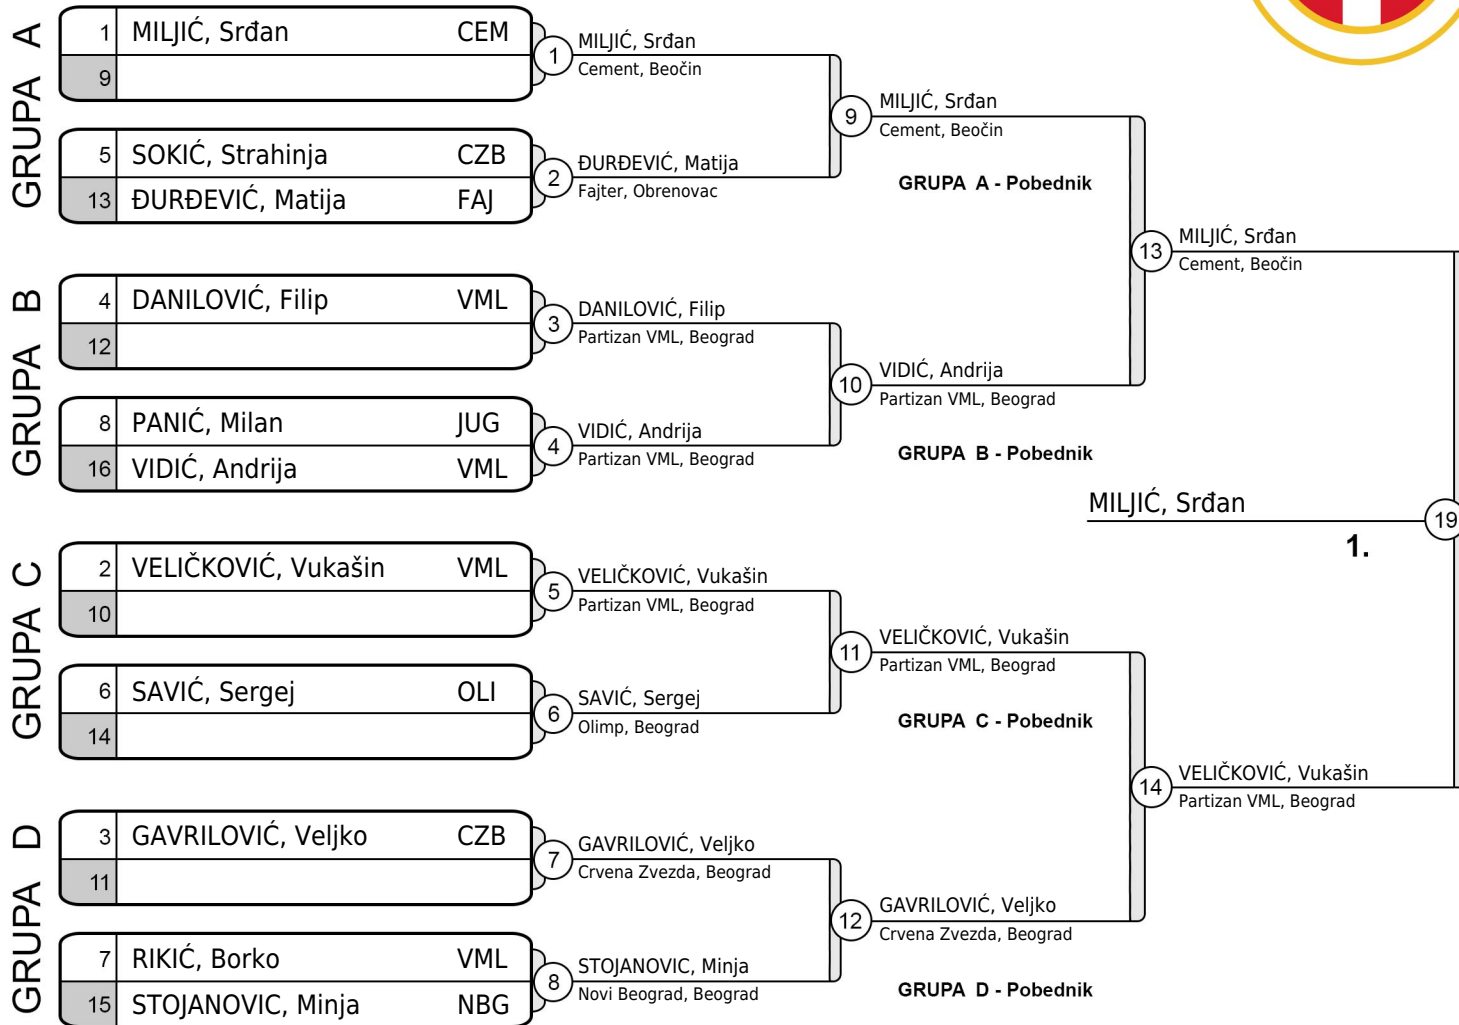 GRUPA A
1 MILJIĆ, Srđan CEM
9
5 SOKIĆ, Strahinja CZB
13 ĐURĐEVIĆ, Matija FAJ
1
MILJIĆ, Srđan
Cement, Beočin
2
ĐURĐEVIĆ, Matija
Fajter, Obrenovac
9
MILJIĆ, Srđan
Cement, Beočin
GRUPA A - Pobednik
GRUPA B
4 DANILOVIĆ, Filip VML
12
8 PANIĆ, Milan JUG
16 VIDIĆ, Andrija VML
3
DANILOVIĆ, Filip
Partizan VML, Beograd
4
VIDIĆ, Andrija
Partizan VML, Beograd
10
VIDIĆ, Andrija
Partizan VML, Beograd
GRUPA B - Pobednik
13
MILJIĆ, Srđan
Cement, Beočin
MILJIĆ, Srđan
1.
19
GRUPA C
2 VELIČKOVIĆ, Vukašin VML
10
6 SAVIĆ, Sergej OLI
14
5
VELIČKOVIĆ, Vukašin
Partizan VML, Beograd
6
SAVIĆ, Sergej
Olimp, Beograd
11
VELIČKOVIĆ, Vukašin
Partizan VML, Beograd
GRUPA C - Pobednik
14
VELIČKOVIĆ, Vukašin
Partizan VML, Beograd
GRUPA D
3 GAVRILOVIĆ, Veljko CZB
11
7 RIKIĆ, Borko VML
15 STOJANOVIC, Minja NBG
7
GAVRILOVIĆ, Veljko
Crvena Zvezda, Beograd
8
STOJANOVIC, Minja
Novi Beograd, Beograd
12
GAVRILOVIĆ, Veljko
Crvena Zvezda, Beograd
GRUPA D - Pobednik